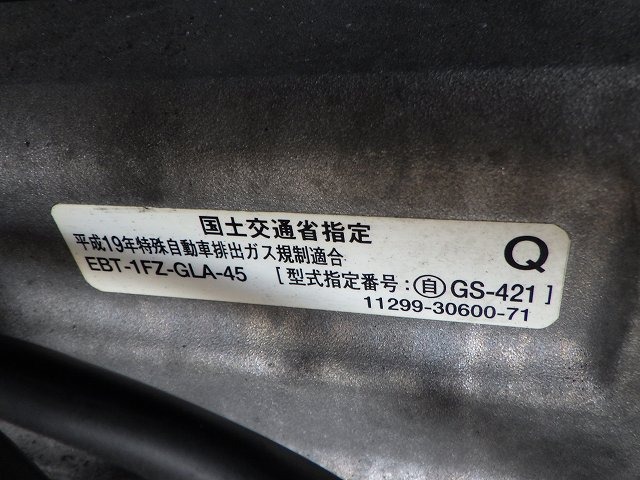 国土交通省指定
平成19年特殊自動車排出ガス規制適合
Q
EBT-1FZ-GLA-45 [型式指定番号:㊀GS-421]
11299-30600-71